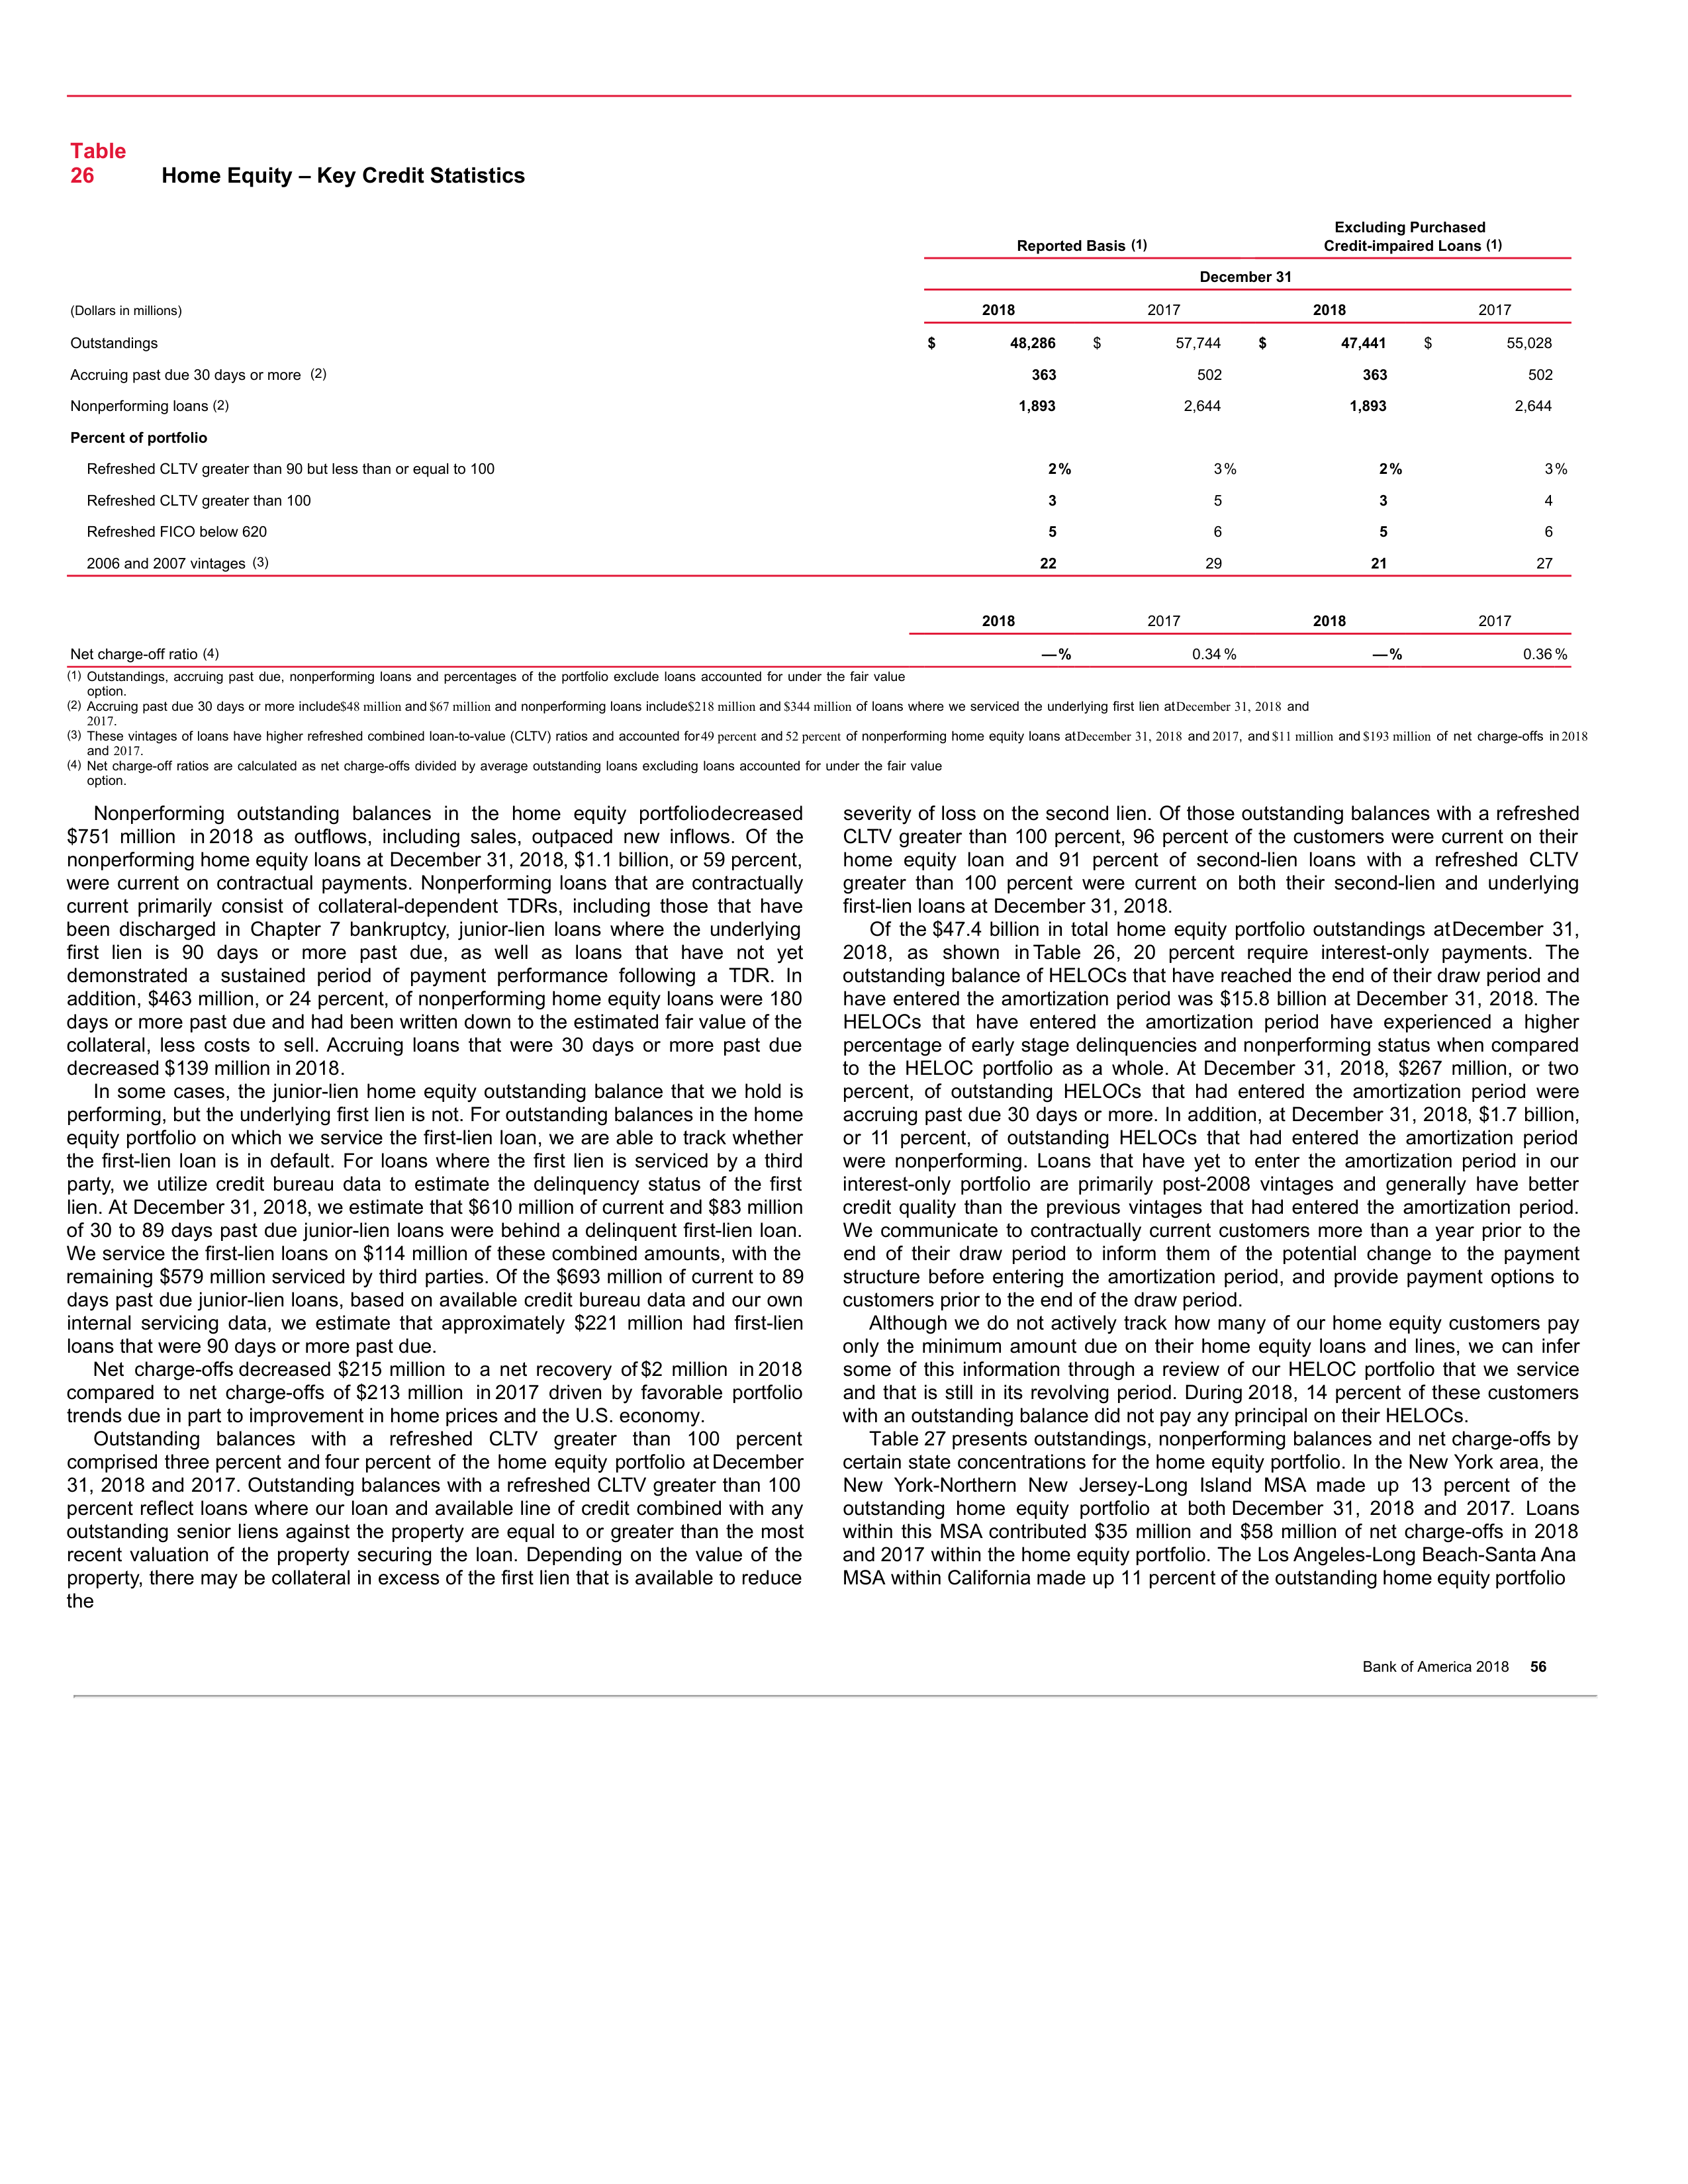 Table
26 Home Equity – Key Credit Statistics
Excluding Purchased
Reported Basis (1) Credit-impaired Loans (1)
December 31
(Dollars in millions) 2018 2017 2018 2017
Outstandings $ 48,286 $ 57,744 $ 47,441 $ 55,028
Accruing past due 30 days or more (2) 363 502 363 502
Nonperforming loans (2) 1,893 2,644 1,893 2,644
Percent of portfolio
Refreshed CLTV greater than 90 but less than or equal to 100 2% 3% 2% 3%
Refreshed CLTV greater than 100 3 5 3 4
Refreshed FICO below 620 5 6 5 6
2006 and 2007 vintages (3) 22 29 21 27
2018 2017 2018 2017
Net charge-off ratio (4) —% 0.34% —% 0.36%
(1) Outstandings, accruing past due, nonperforming loans and percentages of the portfolio exclude loans accounted for under the fair value
option.
(2) Accruing past due 30 days or more include$48 million and $67 million and nonperforming loans include$218 million and $344 million of loans where we serviced the underlying first lien atDecember 31, 2018 and
2017.
(3) These vintages of loans have higher refreshed combined loan-to-value (CLTV) ratios and accounted for49 percent and 52 percent of nonperforming home equity loans atDecember 31, 2018 and 2017, and $11 million and $193 million of net charge-offs in 2018
and 2017.
(4) Net charge-off ratios are calculated as net charge-offs divided by average outstanding loans excluding loans accounted for under the fair value
option.
Nonperforming outstanding balances in the home equity portfoliodecreased
$751 million in 2018 as outflows, including sales, outpaced new inflows. Of the
nonperforming home equity loans at December 31, 2018, $1.1 billion, or 59 percent,
were current on contractual payments. Nonperforming loans that are contractually
current primarily consist of collateral-dependent TDRs, including those that have
been discharged in Chapter 7 bankruptcy, junior-lien loans where the underlying
first lien is 90 days or more past due, as well as loans that have not yet
demonstrated a sustained period of payment performance following a TDR. In
addition, $463 million, or 24 percent, of nonperforming home equity loans were 180
days or more past due and had been written down to the estimated fair value of the
collateral, less costs to sell. Accruing loans that were 30 days or more past due
decreased $139 million in 2018.
In some cases, the junior-lien home equity outstanding balance that we hold is
performing, but the underlying first lien is not. For outstanding balances in the home
equity portfolio on which we service the first-lien loan, we are able to track whether
the first-lien loan is in default. For loans where the first lien is serviced by a third
party, we utilize credit bureau data to estimate the delinquency status of the first
lien. At December 31, 2018, we estimate that $610 million of current and $83 million
of 30 to 89 days past due junior-lien loans were behind a delinquent first-lien loan.
We service the first-lien loans on $114 million of these combined amounts, with the
remaining $579 million serviced by third parties. Of the $693 million of current to 89
days past due junior-lien loans, based on available credit bureau data and our own
internal servicing data, we estimate that approximately $221 million had first-lien
loans that were 90 days or more past due.
Net charge-offs decreased $215 million to a net recovery of $2 million in 2018
compared to net charge-offs of $213 million in 2017 driven by favorable portfolio
trends due in part to improvement in home prices and the U.S. economy.
Outstanding balances with a refreshed CLTV greater than 100 percent
comprised three percent and four percent of the home equity portfolio at December
31, 2018 and 2017. Outstanding balances with a refreshed CLTV greater than 100
percent reflect loans where our loan and available line of credit combined with any
outstanding senior liens against the property are equal to or greater than the most
recent valuation of the property securing the loan. Depending on the value of the
property, there may be collateral in excess of the first lien that is available to reduce
the
severity of loss on the second lien. Of those outstanding balances with a refreshed
CLTV greater than 100 percent, 96 percent of the customers were current on their
home equity loan and 91 percent of second-lien loans with a refreshed CLTV
greater than 100 percent were current on both their second-lien and underlying
first-lien loans at December 31, 2018.
Of the $47.4 billion in total home equity portfolio outstandings atDecember 31,
2018, as shown in Table 26, 20 percent require interest-only payments. The
outstanding balance of HELOCs that have reached the end of their draw period and
have entered the amortization period was $15.8 billion at December 31, 2018. The
HELOCs that have entered the amortization period have experienced a higher
percentage of early stage delinquencies and nonperforming status when compared
to the HELOC portfolio as a whole. At December 31, 2018, $267 million, or two
percent, of outstanding HELOCs that had entered the amortization period were
accruing past due 30 days or more. In addition, at December 31, 2018, $1.7 billion,
or 11 percent, of outstanding HELOCs that had entered the amortization period
were nonperforming. Loans that have yet to enter the amortization period in our
interest-only portfolio are primarily post-2008 vintages and generally have better
credit quality than the previous vintages that had entered the amortization period.
We communicate to contractually current customers more than a year prior to the
end of their draw period to inform them of the potential change to the payment
structure before entering the amortization period, and provide payment options to
customers prior to the end of the draw period.
Although we do not actively track how many of our home equity customers pay
only the minimum amount due on their home equity loans and lines, we can infer
some of this information through a review of our HELOC portfolio that we service
and that is still in its revolving period. During 2018, 14 percent of these customers
with an outstanding balance did not pay any principal on their HELOCs.
Table 27 presents outstandings, nonperforming balances and net charge-offs by
certain state concentrations for the home equity portfolio. In the New York area, the
New York-Northern New Jersey-Long Island MSA made up 13 percent of the
outstanding home equity portfolio at both December 31, 2018 and 2017. Loans
within this MSA contributed $35 million and $58 million of net charge-offs in 2018
and 2017 within the home equity portfolio. The Los Angeles-Long Beach-Santa Ana
MSA within California made up 11 percent of the outstanding home equity portfolio
Bank of America 2018 56